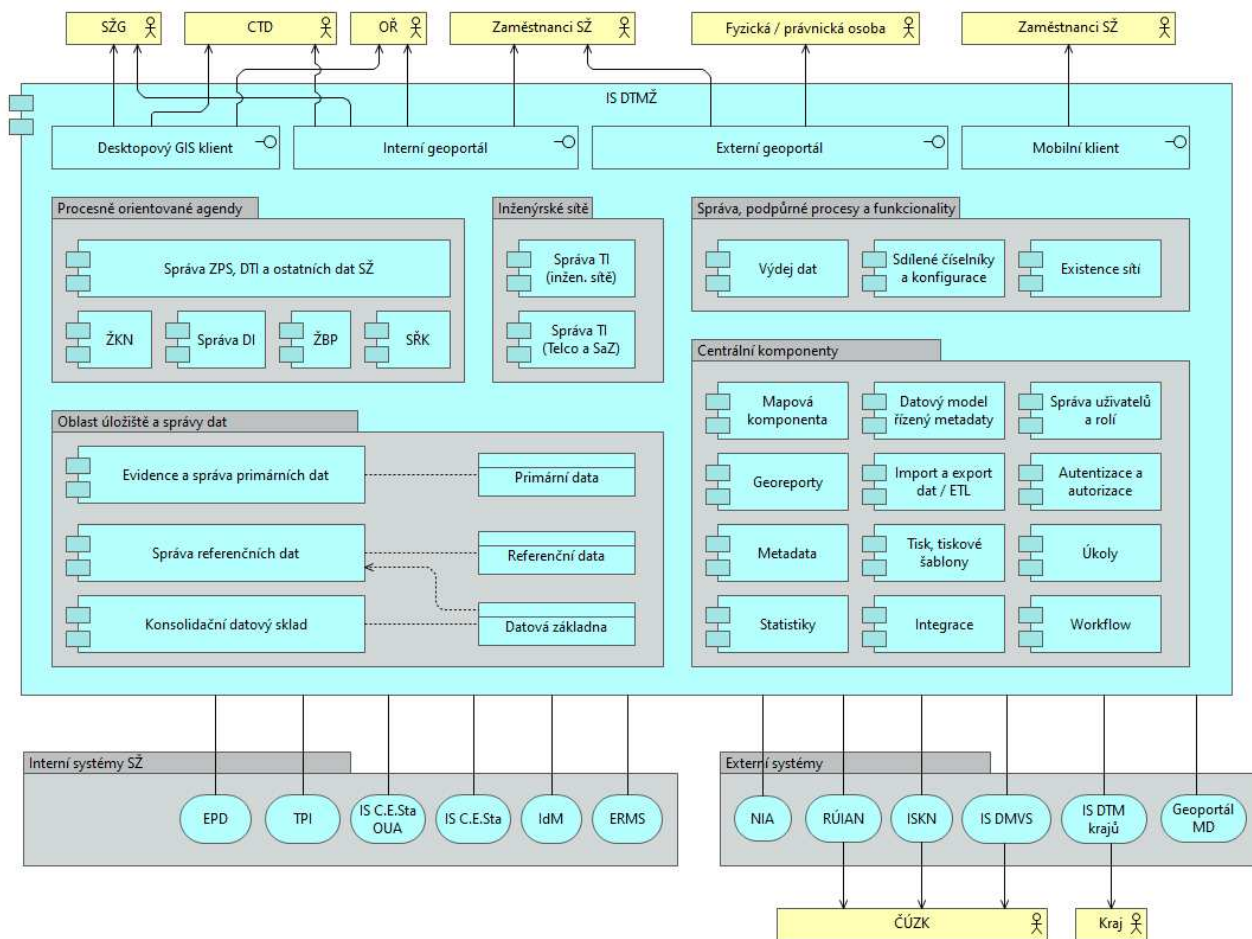 SŽG
CTD
OŘ
Zaměstnanci SŽ
Fyzická / právnická osoba
Zaměstnanci SŽ
IS DTMŽ
Desktopový GIS klient
Interní geoportál
Externí geoportál
Mobilní klient
Procesně orientované agendy
Správa ZPS, DTI a ostatních dat SŽ
ŽKN
Správa DI
ŽBP
SŘK
Inženýrské sítě
Správa TI
(inžen. sítě)
Správa TI
(Telco a SaZ)
Správa, podpůrné procesy a funkcionality
Výdej dat
Sdílené číselníky
a konfigurace
Existence sítí
Centrální komponenty
Mapová
komponenta
Datový model
řízený metadaty
Správa uživatelů
a rolí
Georeporty
Import a export
dat / ETL
Autentizace a
autorizace
Metadata
Tisk, tiskové
šablony
Úkoly
Statistiky
Integrace
Workflow
Oblast úložiště a správy dat
Evidence a správa primárních dat
Primární data
Správa referenčních dat
Referenční data
Konsolidační datový sklad
Datová základna
Interní systémy SŽ
EPD
TPI
IS C.E.Sta
OUA
IS C.E.Sta
IdM
ERMS
Externí systémy
NIA
RÚIAN
ISKN
IS DMVS
IS DTM
krajů
Geoportál
MD
ČÚZK
Kraj